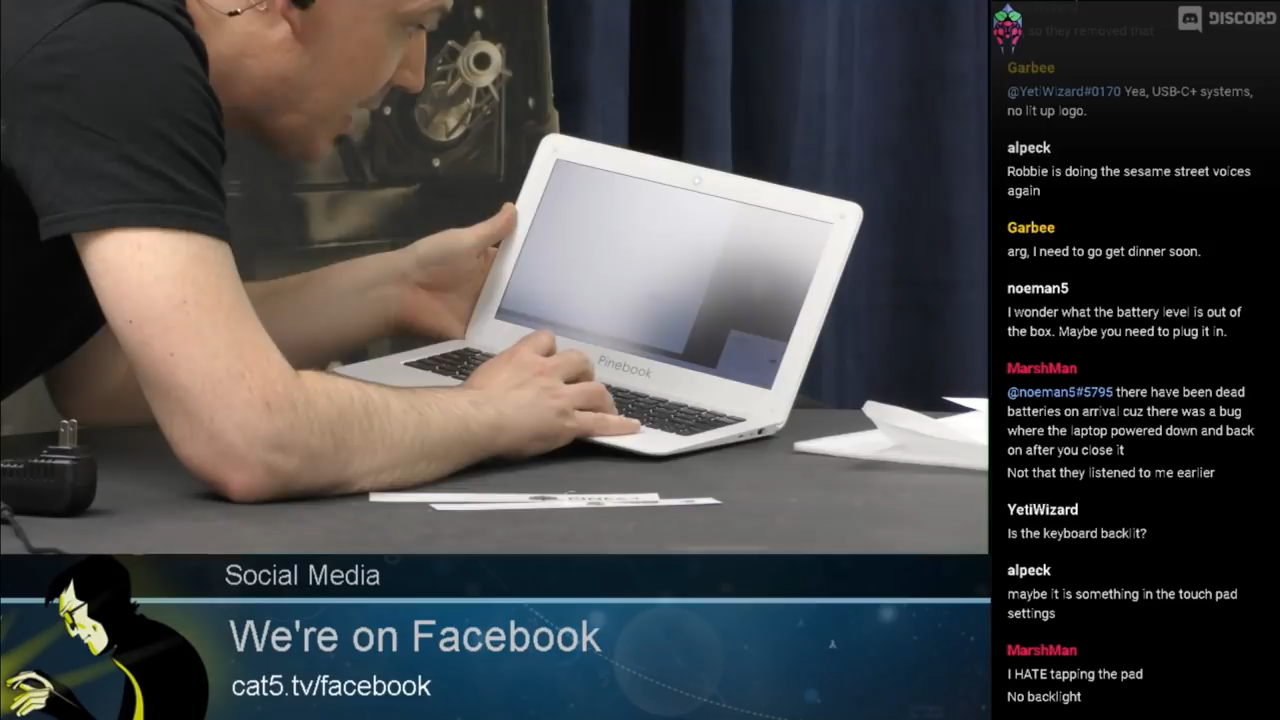 Pinebook
Social Media
We're on Facebook
cat5.tv/facebook
DISCORD
so they removed that
Garbee
@YetiWizard#0170 Yea, USB-C+ systems,
no lit up logo.
alpeck
Robbie is doing the sesame street voices
again
Garbee
arg, I need to go get dinner soon.
noeman5
I wonder what the battery level is out of
the box. Maybe you need to plug it in.
MarshMan
@noeman5#5795 there have been dead
batteries on arrival cuz there was a bug
where the laptop powered down and back
on after you close it
Not that they listened to me earlier
YetiWizard
Is the keyboard backlit?
alpeck
maybe it is something in the touch pad
settings
MarshMan
I HATE tapping the pad
No backlight